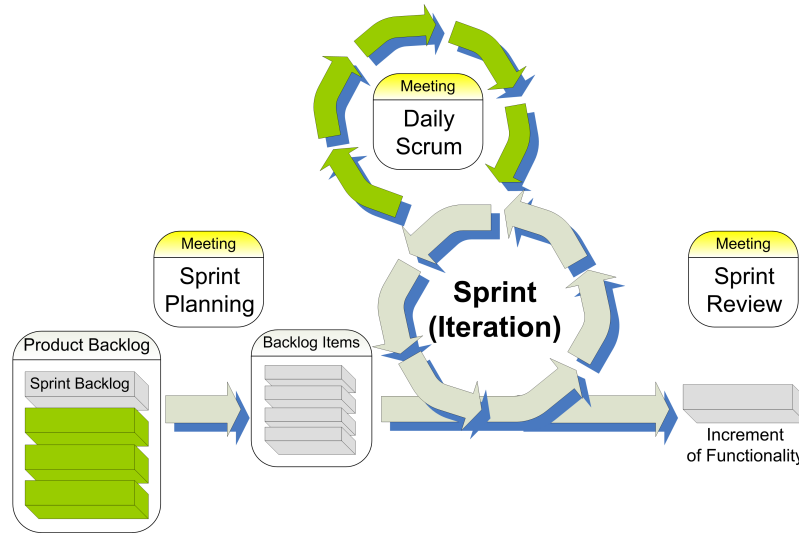 Meeting
Daily
Scrum
Meeting
Sprint
Planning
Sprint
(Iteration)
Meeting
Sprint
Review
Product Backlog
Sprint Backlog
Backlog Items
Increment
of Functionality